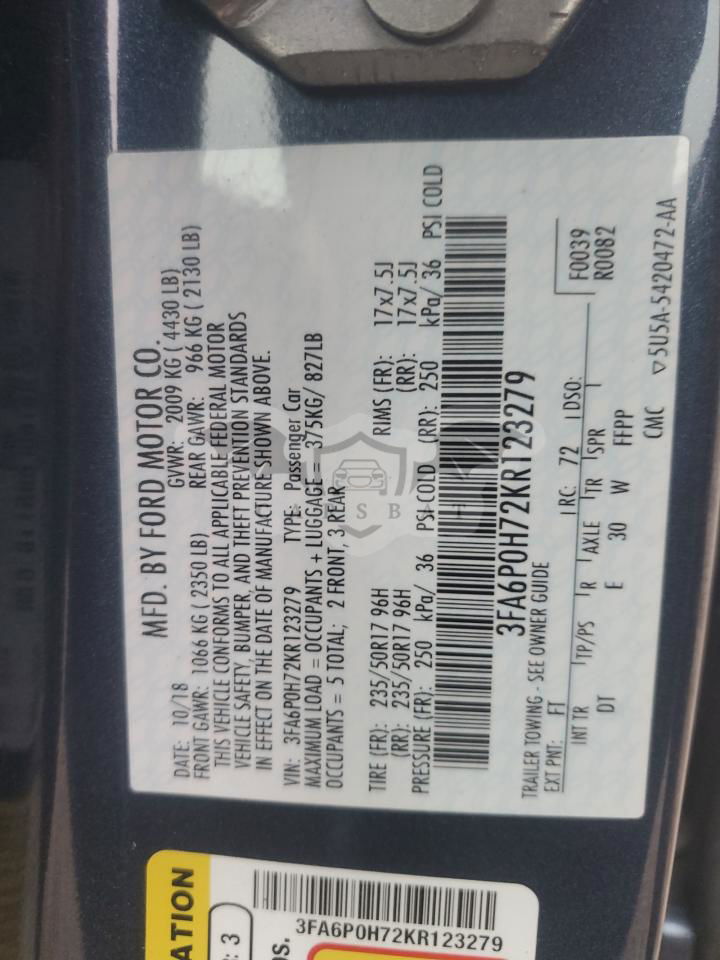 MFD. BY FORD MOTOR CO.
DATE: 10/18 GVWR: 2009 KG ( 4430 LB)
FRONT GAWR: 1066 KG ( 2350 LB) REAR GAWR: 966 KG ( 2130 LB)
THIS VEHICLE CONFORMS TO ALL APPLICABLE FEDERAL MOTOR
VEHICLE SAFETY, BUMPER, AND THEFT PREVENTION STANDARDS
IN EFFECT ON THE DATE OF MANUFACTURE SHOWN ABOVE.
VIN: 3FA6P0H72KR123279 TYPE: Passenger Car
MAXIMUM LOAD = OCCUPANTS + LUGGAGE = 375KG/ 827LB
OCCUPANTS = 5 TOTAL; 2 FRONT, 3 REAR
TIRE (FR): 235/50R17 96H RIMS (FR): 17x7.5J
(RR): 235/50R17 96H (RR): 17x7.5J
PRESSURE (FR): 250 kPa/ 36 PSI COLD (RR): 250 kPa/ 36 PSI COLD
3FA6P0H72KR123279
TRAILER TOWING - SEE OWNER GUIDE
EXT PNT: FT RC: 72 DSO: F0039
R0082
INT TR TP/PS R AXLE TR SPR
DT E 30 W FFPP
CMC ▽5U5A-5420472-AA
ATION
: 3
os.
3FA6P0H72KR123279